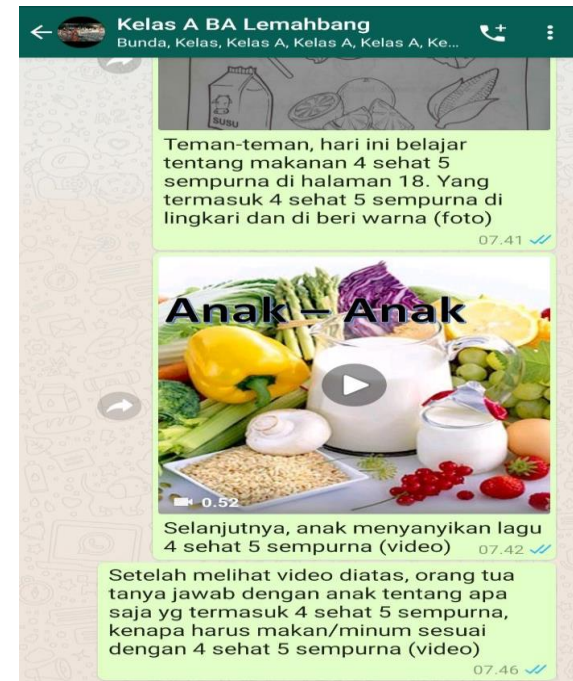 Kelas A BA Lemahbang
Bunda, Kelas, Kelas A, Kelas A, Kelas A, Ke...
SUSU
Teman-teman, hari ini belajar
tentang makanan 4 sehat 5
sempurna di halaman 18. Yang
termasuk 4 sehat 5 sempurna di
lingkari dan di beri warna (foto)
07.41
Anak – Anak
0.52
Selanjutnya, anak menyanyikan lagu
4 sehat 5 sempurna (video) 07.42
Setelah melihat video diatas, orang tua
tanya jawab dengan anak tentang apa
saja yg termasuk 4 sehat 5 sempurna,
kenapa harus makan/minum sesuai
dengan 4 sehat 5 sempurna (video)
07.46